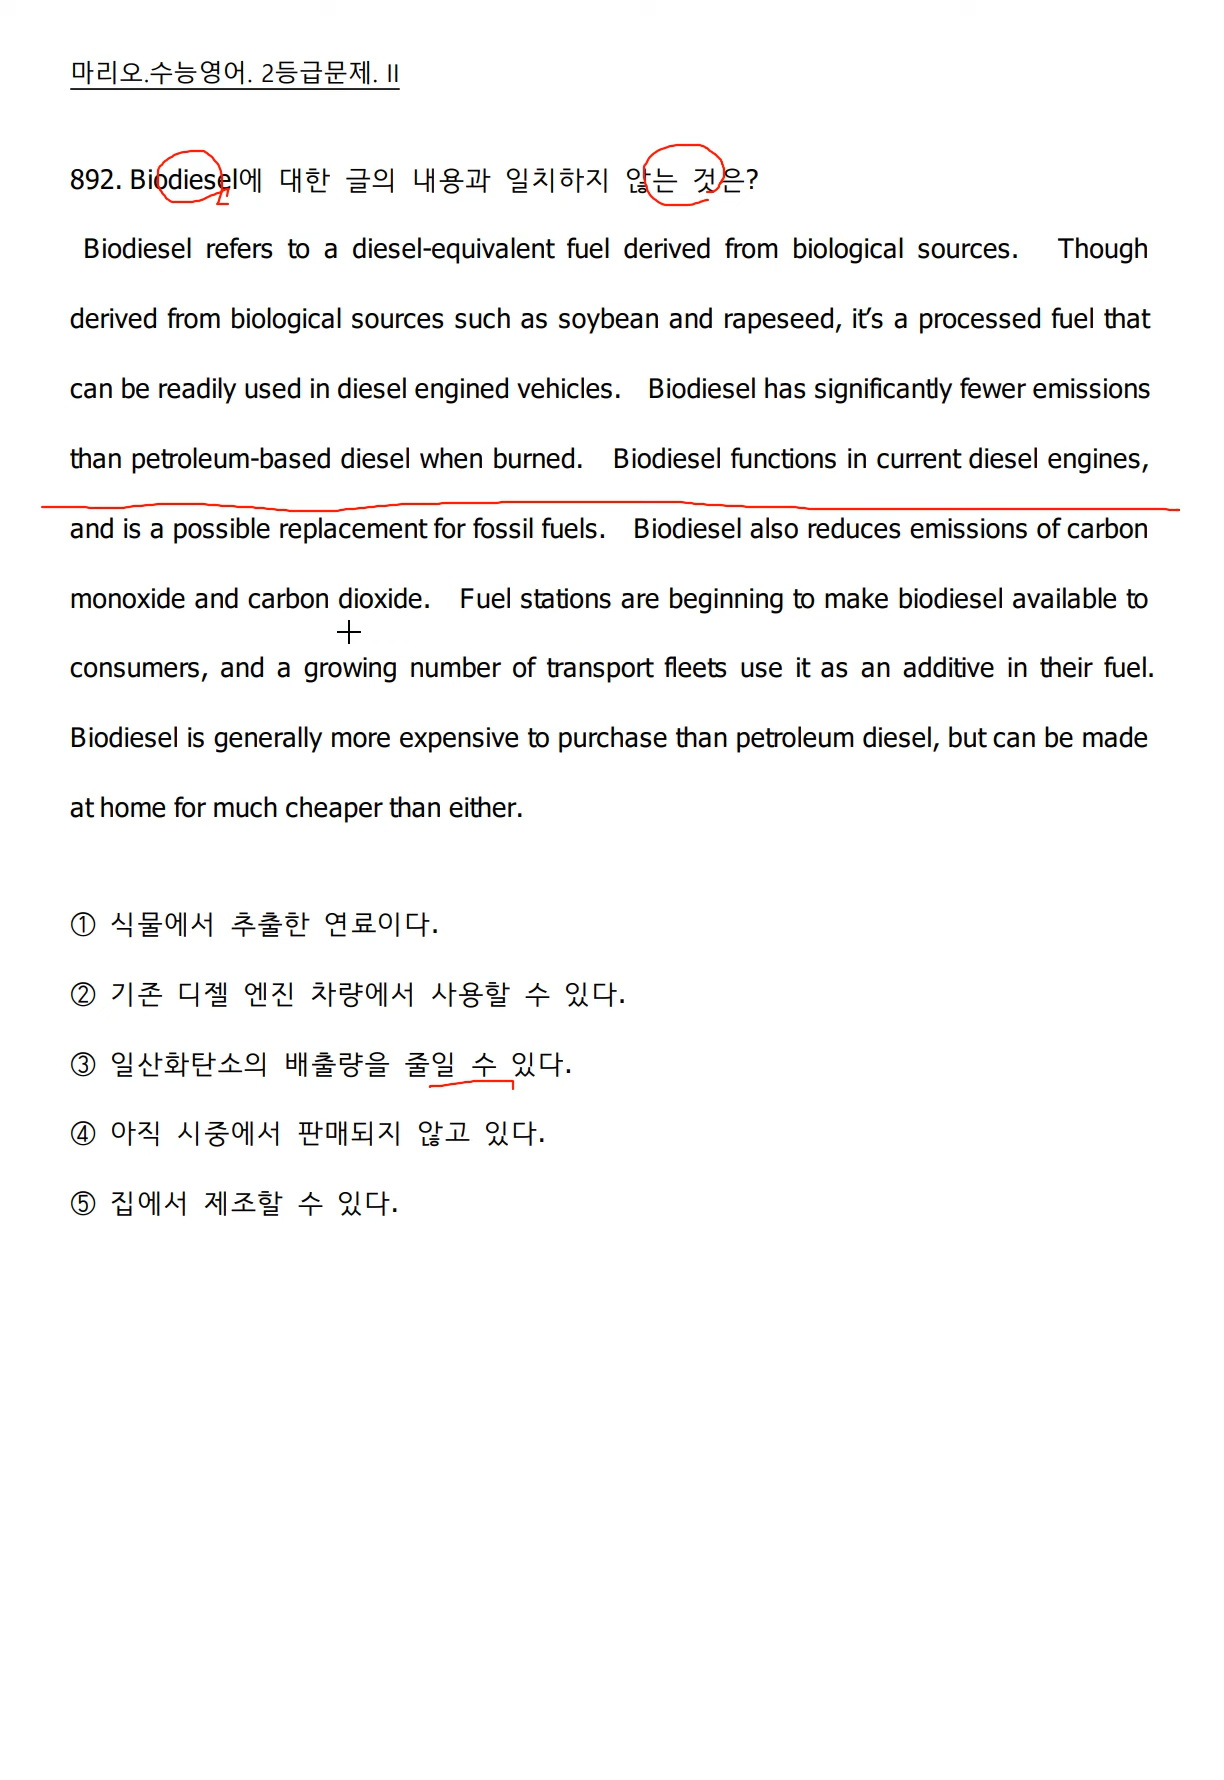 마리오.수능영어. 2등급문제. II
892. Biodiesel에 대한 글의 내용과 일치하지 않는 것은?
Biodiesel refers to a diesel-equivalent fuel derived from biological sources. Though
derived from biological sources such as soybean and rapeseed, it’s a processed fuel that
can be readily used in diesel engined vehicles. Biodiesel has significantly fewer emissions
than petroleum-based diesel when burned. Biodiesel functions in current diesel engines,
and is a possible replacement for fossil fuels. Biodiesel also reduces emissions of carbon
monoxide and carbon dioxide. Fuel stations are beginning to make biodiesel available to
consumers, and a growing number of transport fleets use it as an additive in their fuel.
Biodiesel is generally more expensive to purchase than petroleum diesel, but can be made
at home for much cheaper than either.
① 식물에서 추출한 연료이다.
② 기존 디젤 엔진 차량에서 사용할 수 있다.
③ 일산화탄소의 배출량을 줄일 수 있다.
④ 아직 시중에서 판매되지 않고 있다.
⑤ 집에서 제조할 수 있다.